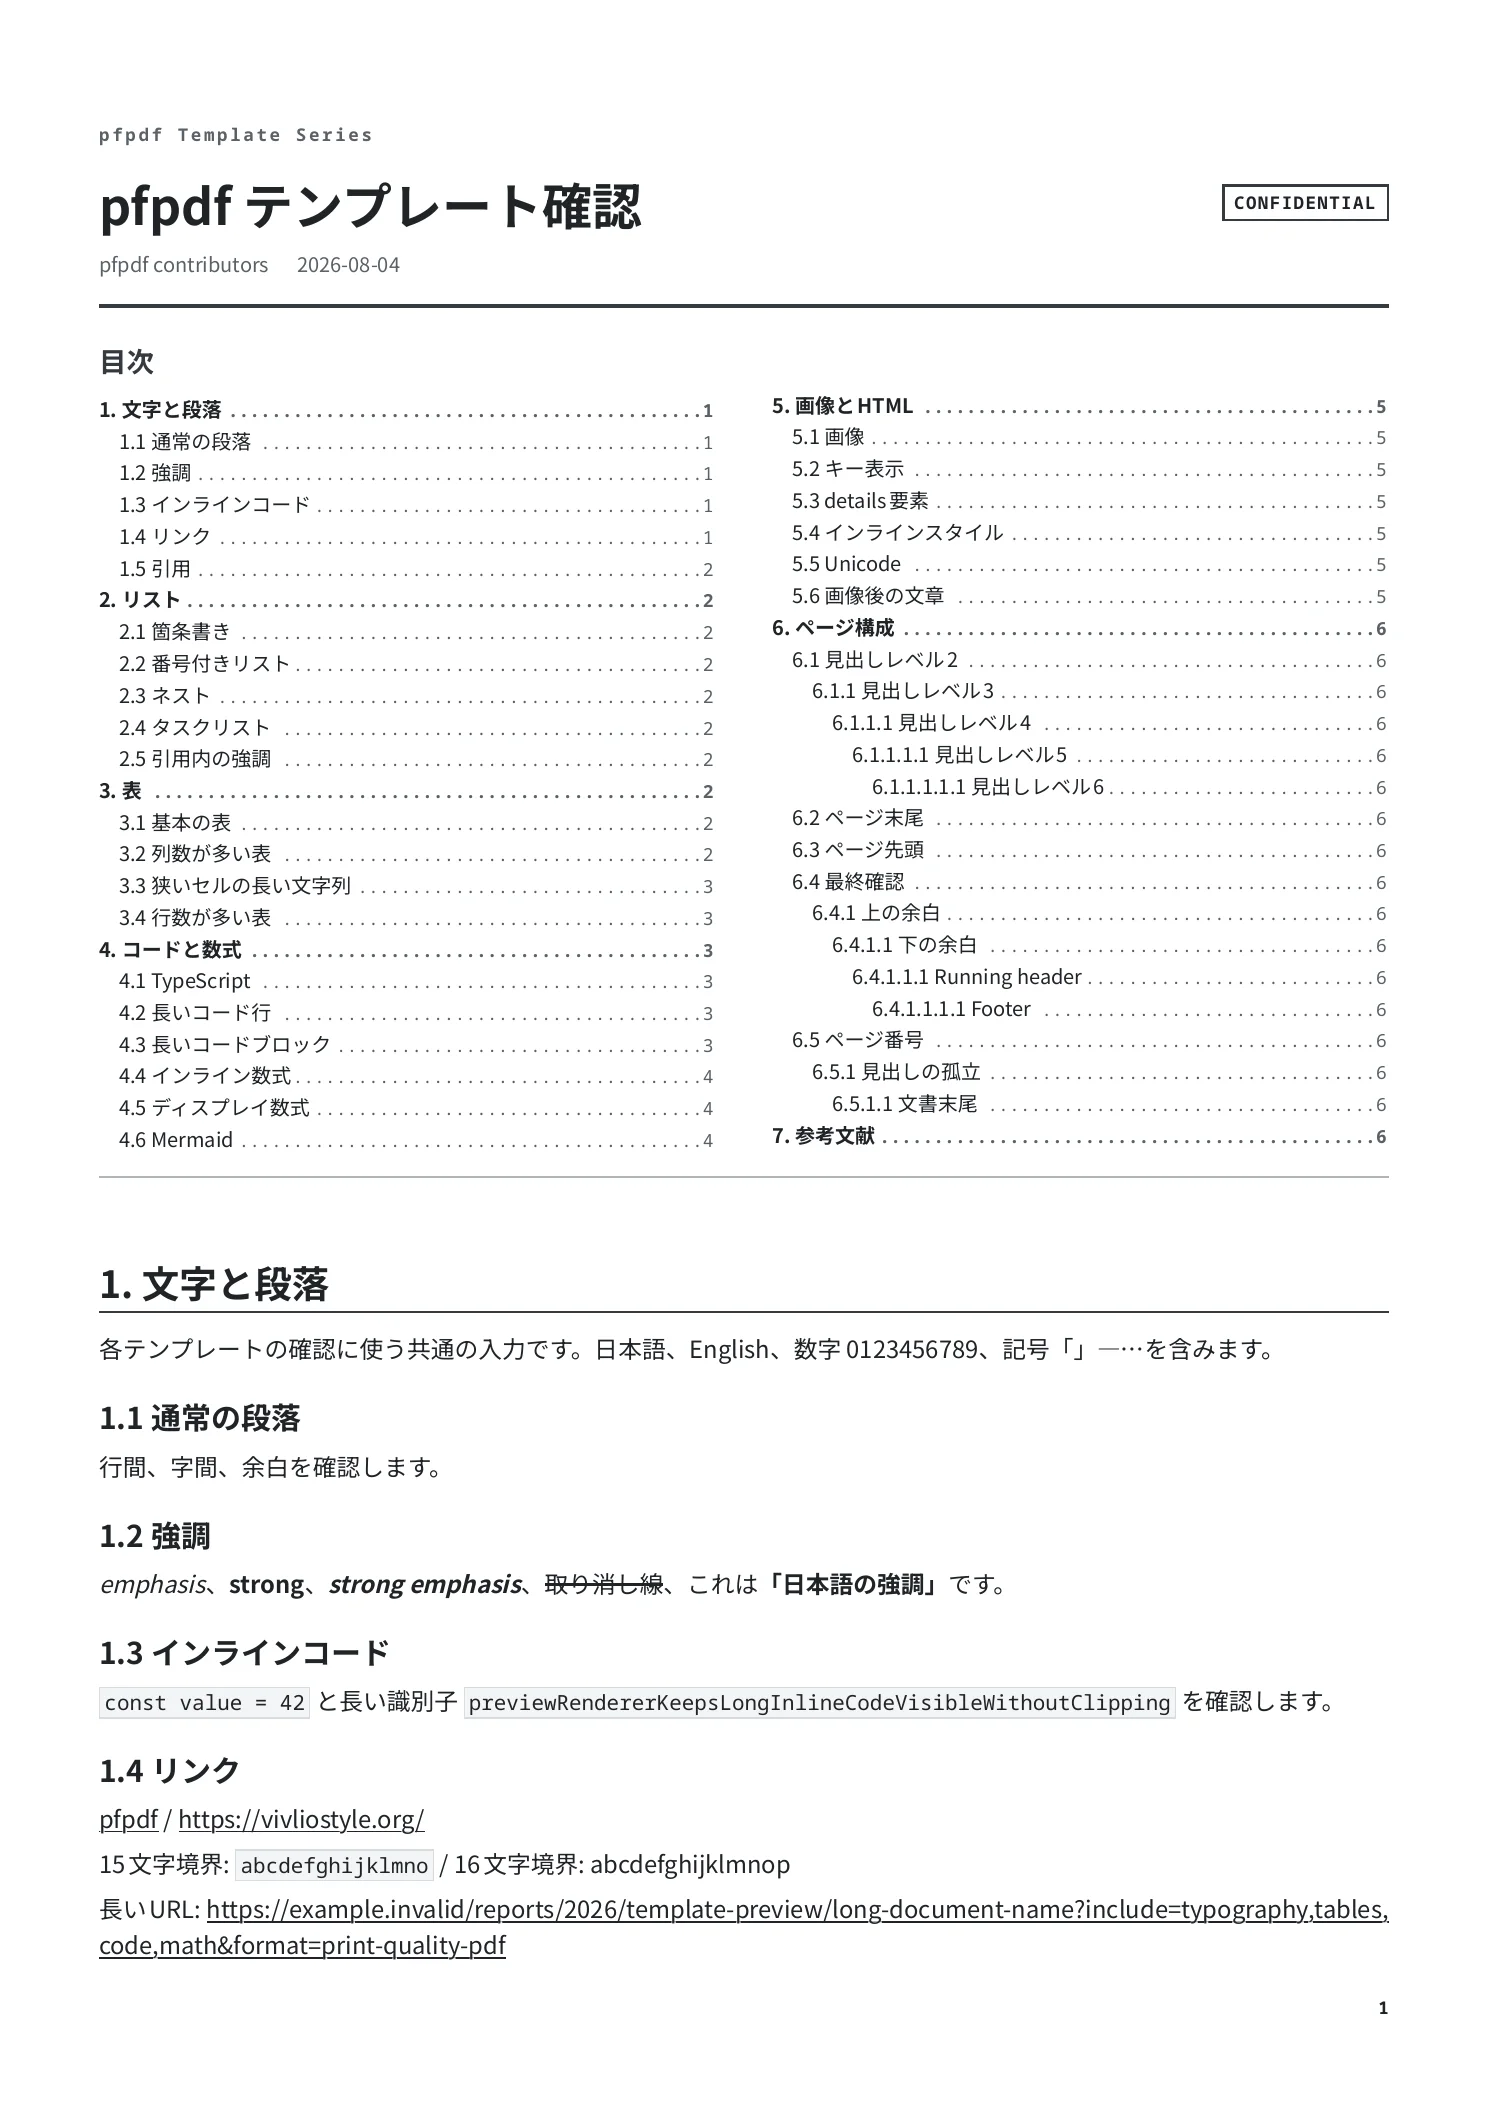 pfpdf Template Series
pfpdf テンプレート確認
CONFIDENTIAL
pfpdf contributors 2026-08-04
目次
1. 文字と段落 1
1.1 通常の段落 1
1.2 強調 1
1.3 インラインコード 1
1.4 リンク 1
1.5 引用 2
2. リスト 2
2.1 箇条書き 2
2.2 番号付きリスト 2
2.3 ネスト 2
2.4 タスクリスト 2
2.5 引用内の強調 2
3. 表 2
3.1 基本の表 2
3.2 列数が多い表 2
3.3 狭いセルの長い文字列 3
3.4 行数が多い表 3
4. コードと数式 3
4.1 TypeScript 3
4.2 長いコード行 3
4.3 長いコードブロック 3
4.4 インライン数式 4
4.5 ディスプレイ数式 4
4.6 Mermaid 4
5. 画像とHTML 5
5.1 画像 5
5.2 キー表示 5
5.3 details要素 5
5.4 インラインスタイル 5
5.5 Unicode 5
5.6 画像後の文章 5
6. ページ構成 6
6.1 見出しレベル2 6
6.1.1 見出しレベル3 6
6.1.1.1 見出しレベル4 6
6.1.1.1.1 見出しレベル5 6
6.1.1.1.1.1 見出しレベル6 6
6.2 ページ末尾 6
6.3 ページ先頭 6
6.4 最終確認 6
6.4.1 上の余白 6
6.4.1.1 下の余白 6
6.4.1.1.1 Running header 6
6.4.1.1.1.1 Footer 6
6.5 ページ番号 6
6.5.1 見出しの孤立 6
6.5.1.1 文書末尾 6
7. 参考文献 6
1. 文字と段落
各テンプレートの確認に使う共通の入力です。日本語、English、数字 0123456789、記号「」―…を含みます。
1.1 通常の段落
行間、字間、余白を確認します。
1.2 強調
emphasis、strong、strong emphasis、取り消し線、これは「日本語の強調」です。
1.3 インラインコード
const value = 42 と長い識別子 previewRendererKeepsLongInlineCodeVisibleWithoutClipping を確認します。
1.4 リンク
pfpdf / https://vivliostyle.org/
15文字境界: abcdefghijklmno / 16文字境界: abcdefghijklmnop
長いURL: https://example.invalid/reports/2026/template-preview/long-document-name?include=typography,tables,
code,math&format=print-quality-pdf
1